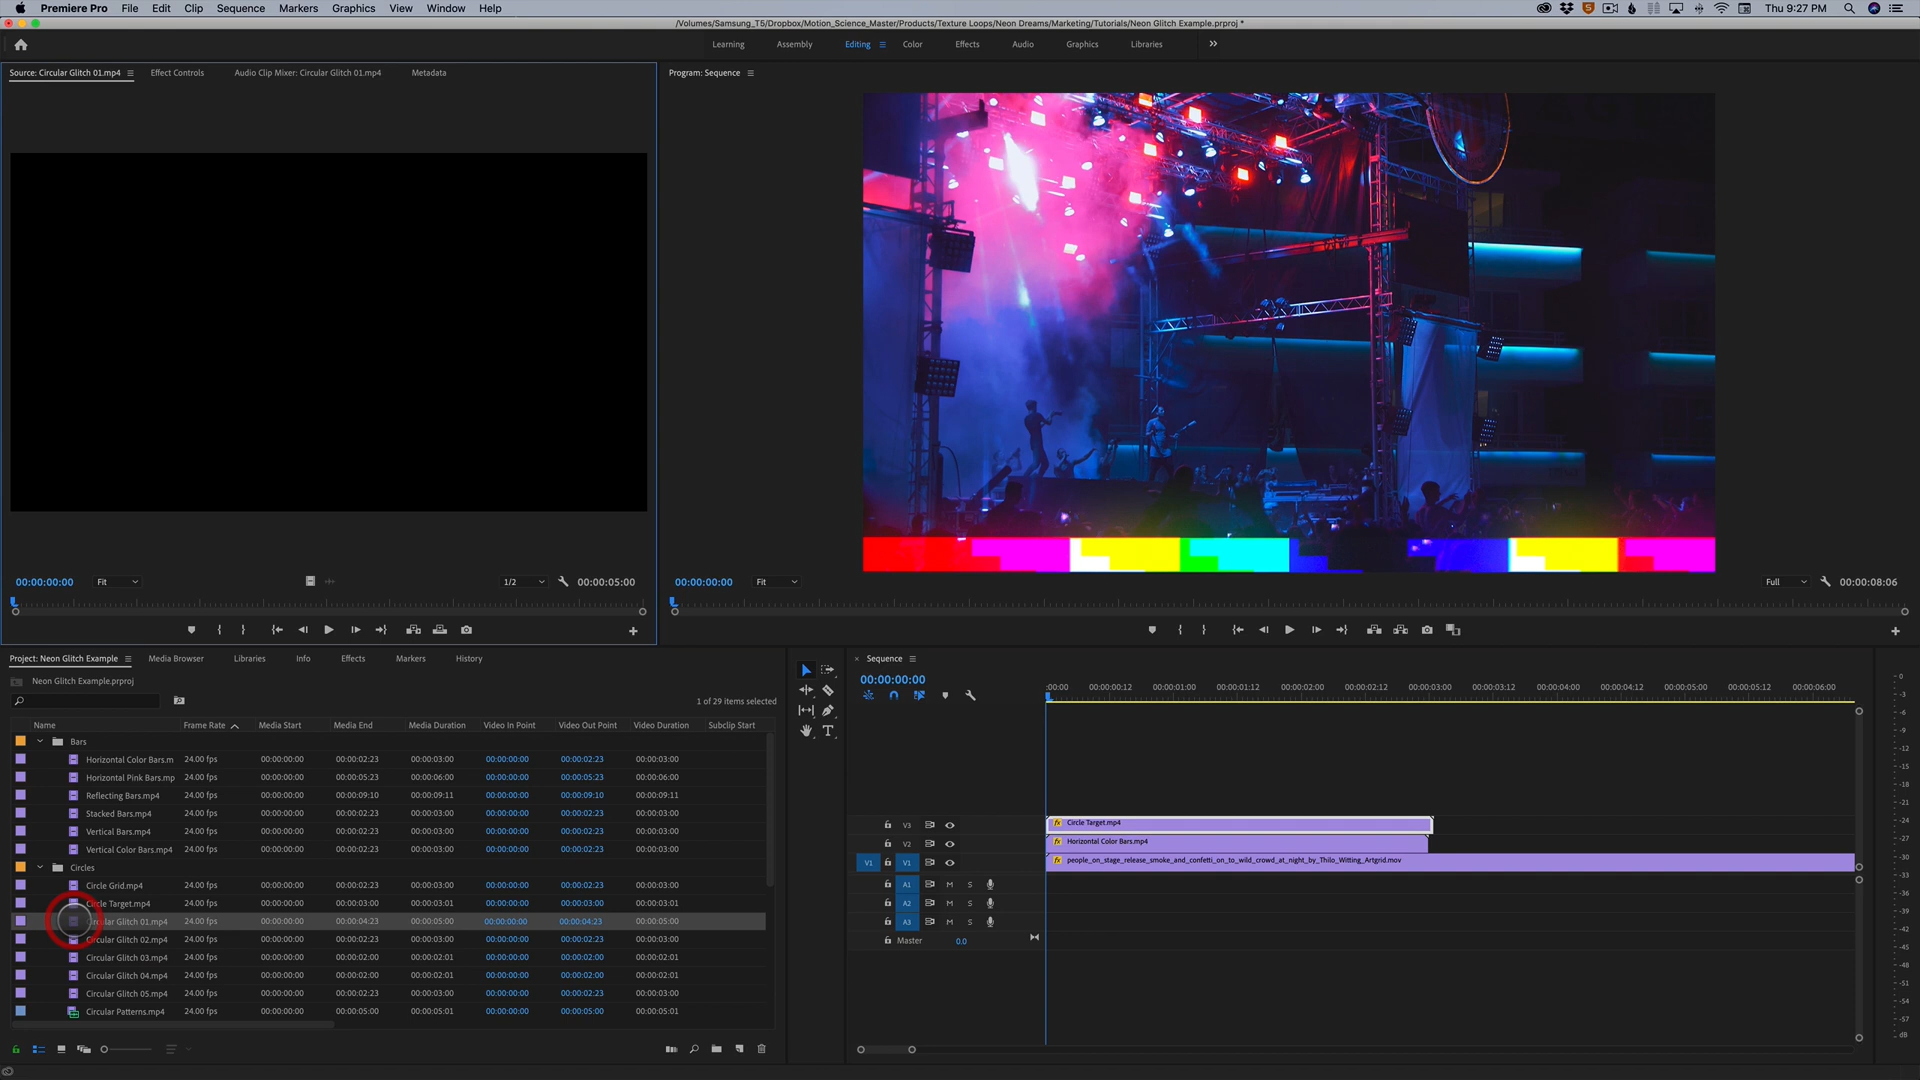 Premiere Pro File Edit Clip Sequence Markers Graphics View Window Help Thu 9:27 PM
/Volumes/Samsung_T5/Dropbox/Motion_Science_Master/Products/Texture Loops/Neon Dreams/Marketing/Tutorials/Neon Glitch Example.prproj *
Learning Assembly Editing Color Effects Audio Graphics Libraries
Source: Circular Glitch 01.mp4 Effect Controls Audio Clip Mixer: Circular Glitch 01.mp4 Metadata
Program: Sequence
00:00:00:00 Fit 1/2 00:00:05:00
00:00:00:00 Fit Full 00:00:08:06
Project: Neon Glitch Example Media Browser Libraries Info Effects Markers History
Neon Glitch Example.prproj
1 of 29 items selected
Name Frame Rate Media Start Media End Media Duration Video In Point Video Out Point Video Duration Subclip Start
Bars
Horizontal Color Bars.m 24.00 fps 00:00:00:00 00:00:02:23 00:00:03:00 00:00:00:00 00:00:02:23 00:00:03:00
Horizontal Pink Bars.mp 24.00 fps 00:00:00:00 00:00:05:23 00:00:06:00 00:00:00:00 00:00:05:23 00:00:06:00
Reflecting Bars.mp4 24.00 fps 00:00:00:00 00:00:09:10 00:00:09:11 00:00:00:00 00:00:09:10 00:00:09:11
Stacked Bars.mp4 24.00 fps 00:00:00:00 00:00:02:23 00:00:03:00 00:00:00:00 00:00:02:23 00:00:03:00
Vertical Bars.mp4 24.00 fps 00:00:00:00 00:00:02:23 00:00:03:00 00:00:00:00 00:00:02:23 00:00:03:00
Vertical Color Bars.mp4 24.00 fps 00:00:00:00 00:00:02:23 00:00:03:00 00:00:00:00 00:00:02:23 00:00:03:00
Circles
Circle Grid.mp4 24.00 fps 00:00:00:00 00:00:02:23 00:00:03:00 00:00:00:00 00:00:02:23 00:00:03:00
Circle Target.mp4 24.00 fps 00:00:00:00 00:00:03:00 00:00:03:01 00:00:00:00 00:00:03:00 00:00:03:01
Circular Glitch 01.mp4 24.00 fps 00:00:00:00 00:00:04:23 00:00:05:00 00:00:00:00 00:00:04:23 00:00:05:00
Circular Glitch 02.mp4 24.00 fps 00:00:00:00 00:00:02:23 00:00:03:00 00:00:00:00 00:00:02:23 00:00:03:00
Circular Glitch 03.mp4 24.00 fps 00:00:00:00 00:00:02:00 00:00:02:01 00:00:00:00 00:00:02:00 00:00:02:01
Circular Glitch 04.mp4 24.00 fps 00:00:00:00 00:00:02:23 00:00:02:01 00:00:00:00 00:00:02:00 00:00:02:01
Circular Glitch 05.mp4 24.00 fps 00:00:00:00 00:00:02:23 00:00:03:00 00:00:00:00 00:00:02:23 00:00:03:00
Circular Patterns.mp4 24.00 fps 00:00:00:00 00:00:05:00 00:00:05:01 00:00:00:00 00:00:05:00 00:00:05:01
Sequence
00:00:00:00
:00:00 00:00:00:12 00:00:01:00 00:00:01:12 00:00:02:00 00:00:02:12 00:00:03:00 00:00:03:12 00:00:04:00 00:00:04:12 00:00:05:00 00:00:05:12 00:00:06:00
V3 fx Circle Target.mp4
V2 fx Horizontal Color Bars.mp4
V1 V1 fx people_on_stage_release_smoke_and_confetti_on_to_wild_crowd_at_night_by_Thilo_Witting_Artgrid.mov
A1 M S
A2 M S
A3 M S
Master 0.0
0
-3
-6
-9
-12
-15
-18
-21
-24
-27
-30
-33
-36
-39
-42
-45
-48
-51
-54
-57
dB